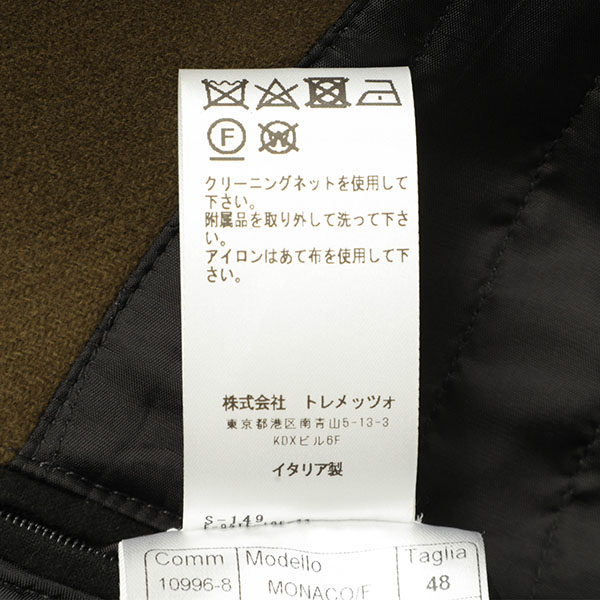 F W
クリーニングネットを使用して
下さい。
附属品を取り外して洗って下さ
い。
アイロンはあて布を使用して下
さい。
株式会社 トレメッツォ
東京都港区南青山5-13-3
KDXビル6F
イタリア製
S-149
Comm Modello Taglia
10996-8 MONACO/F 48